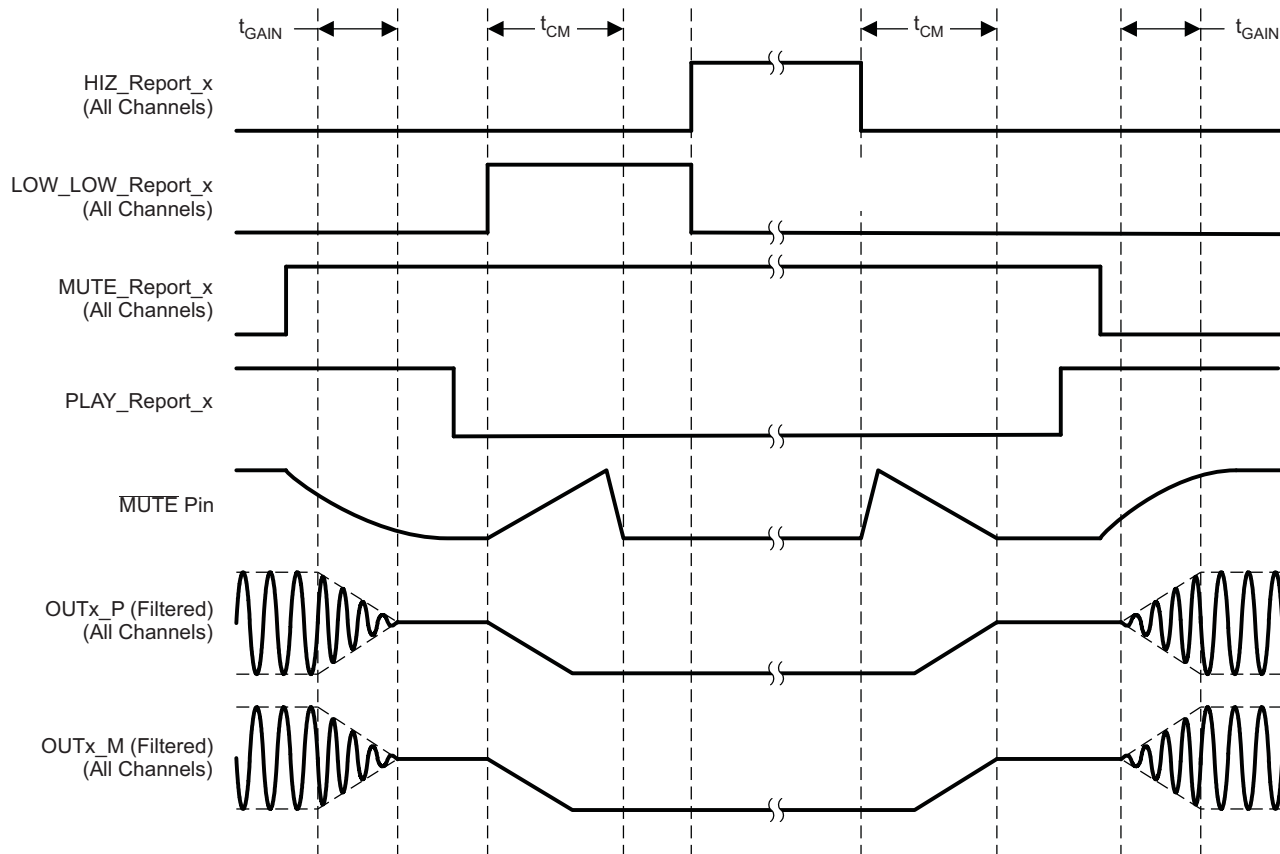 tGAIN tCM tCM tGAIN
HIZ_Report_x
(All Channels)
LOW_LOW_Report_x
(All Channels)
MUTE_Report_x
(All Channels)
PLAY_Report_x
MUTE Pin
OUTx_P (Filtered)
(All Channels)
OUTx_M (Filtered)
(All Channels)